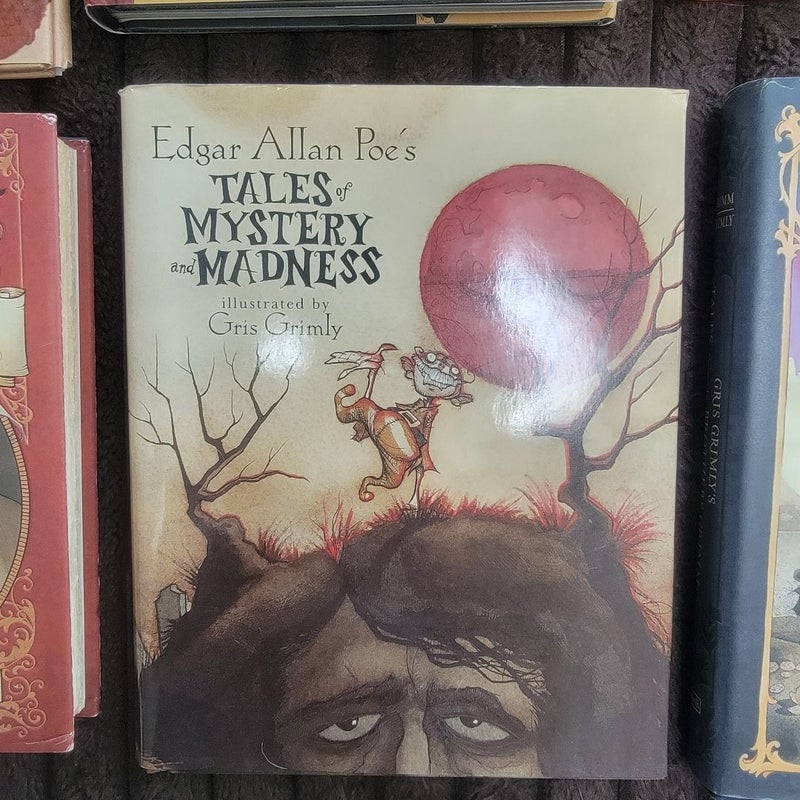 Edgar Allan Poe's
TALES of
MYSTERY
and MADNESS
illustrated by
Gris Grimly
GRIS GRIMLY'S